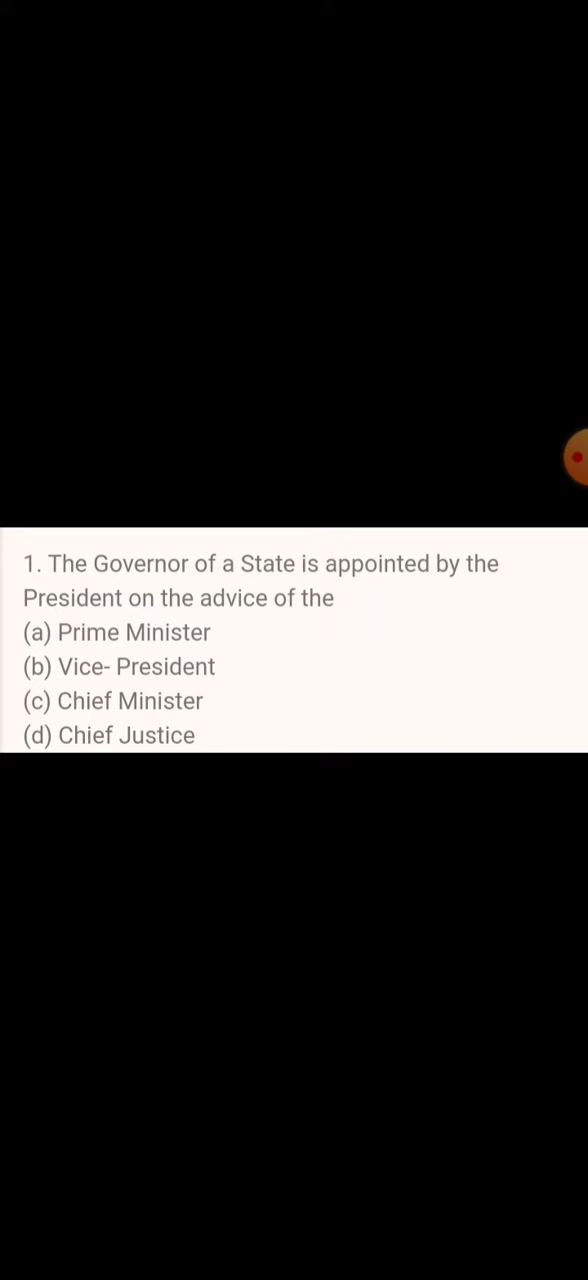 1. The Governor of a State is appointed by the
President on the advice of the
(a) Prime Minister
(b) Vice- President
(c) Chief Minister
(d) Chief Justice